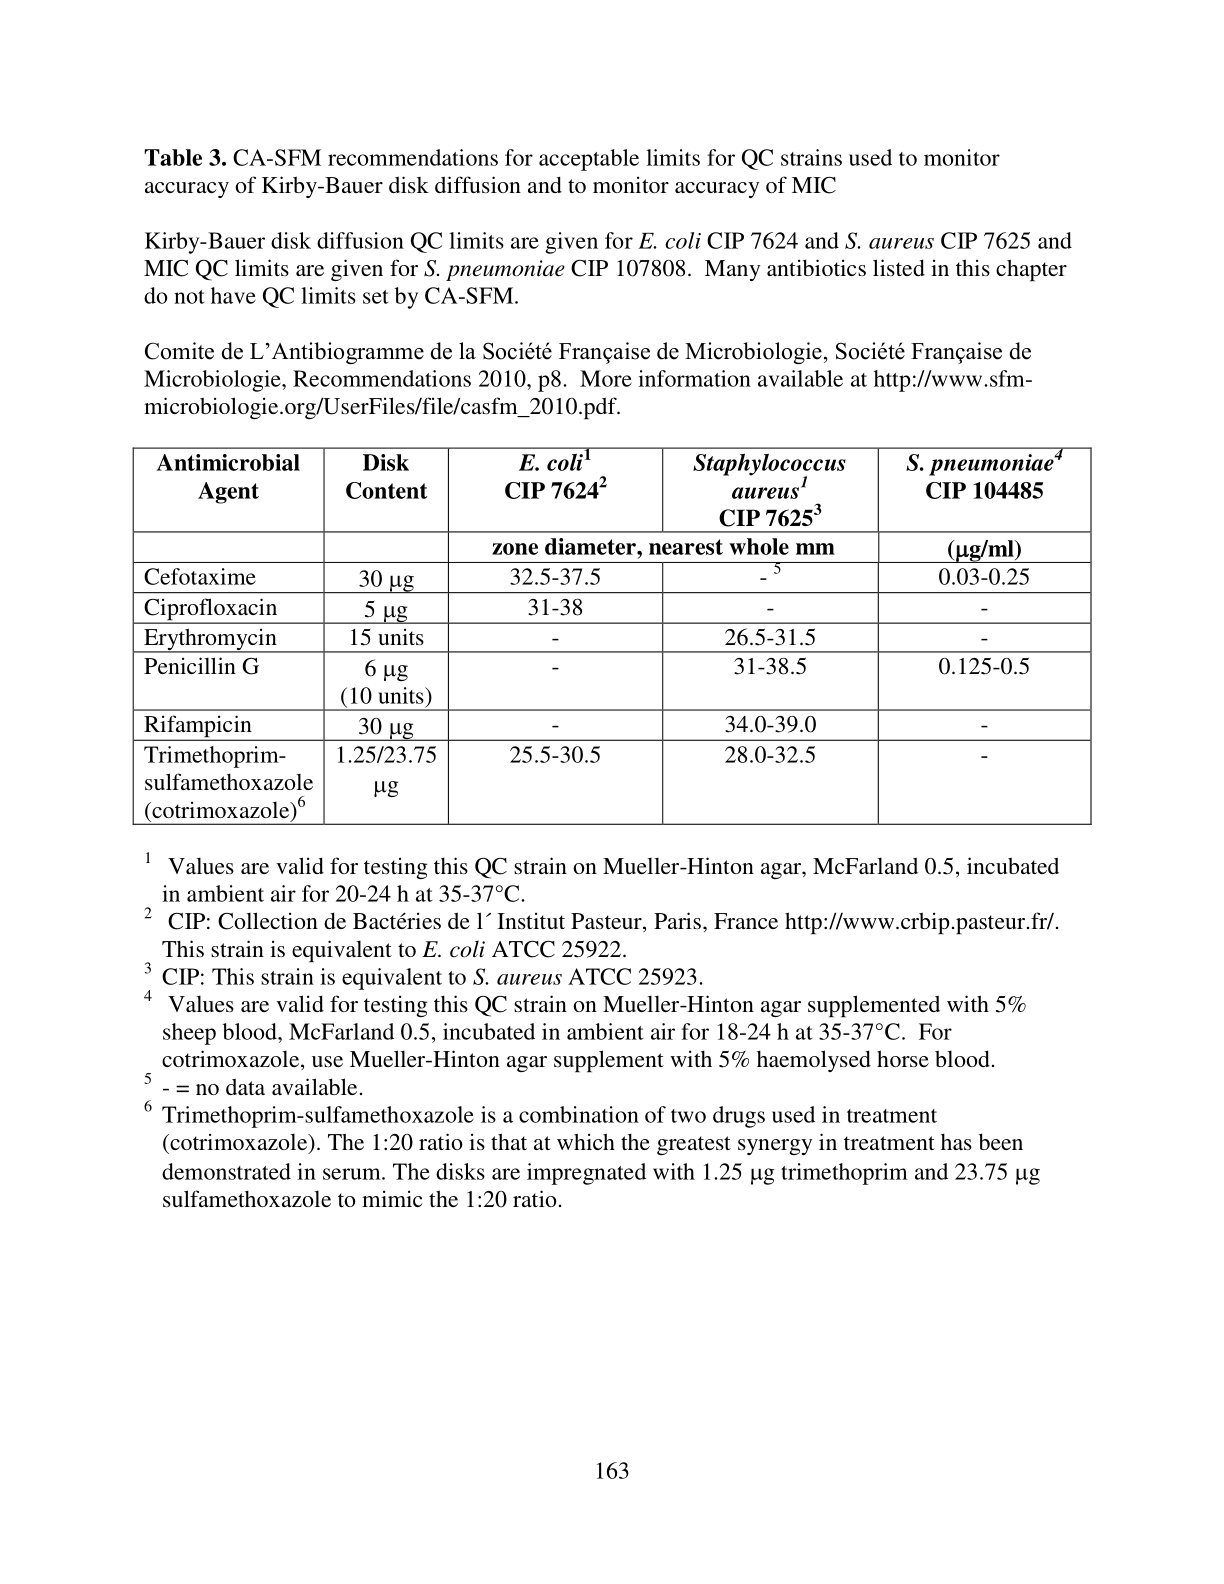 Table 3. CA-SFM recommendations for acceptable limits for QC strains used to monitor
accuracy of Kirby-Bauer disk diffusion and to monitor accuracy of MIC
Kirby-Bauer disk diffusion QC limits are given for E. coli CIP 7624 and S. aureus CIP 7625 and
MIC QC limits are given for S. pneumoniae CIP 107808.  Many antibiotics listed in this chapter
do not have QC limits set by CA-SFM.
Comite de L’Antibiogramme de la Société Française de Microbiologie, Société Française de
Microbiologie, Recommendations 2010, p8.  More information available at http://www.sfm-
microbiologie.org/UserFiles/file/casfm_2010.pdf.
Antimicrobial Agent | Disk Content | E. coli¹ CIP 7624² | Staphylococcus aureus¹ CIP 7625³ | S. pneumoniae⁴ CIP 104485
zone diameter, nearest whole mm | (µg/ml)
Cefotaxime | 30 µg | 32.5-37.5 | - ⁵ | 0.03-0.25
Ciprofloxacin | 5 µg | 31-38 | - | -
Erythromycin | 15 units | - | 26.5-31.5 | -
Penicillin G | 6 µg (10 units) | - | 31-38.5 | 0.125-0.5
Rifampicin | 30 µg | - | 34.0-39.0 | -
Trimethoprim-sulfamethoxazole (cotrimoxazole)⁶ | 1.25/23.75 µg | 25.5-30.5 | 28.0-32.5 | -
¹ Values are valid for testing this QC strain on Mueller-Hinton agar, McFarland 0.5, incubated
in ambient air for 20-24 h at 35-37°C.
² CIP: Collection de Bactéries de l´ Institut Pasteur, Paris, France http://www.crbip.pasteur.fr/.
This strain is equivalent to E. coli ATCC 25922.
³ CIP: This strain is equivalent to S. aureus ATCC 25923.
⁴ Values are valid for testing this QC strain on Mueller-Hinton agar supplemented with 5%
sheep blood, McFarland 0.5, incubated in ambient air for 18-24 h at 35-37°C.  For
cotrimoxazole, use Mueller-Hinton agar supplement with 5% haemolysed horse blood.
⁵ - = no data available.
⁶ Trimethoprim-sulfamethoxazole is a combination of two drugs used in treatment
(cotrimoxazole). The 1:20 ratio is that at which the greatest synergy in treatment has been
demonstrated in serum. The disks are impregnated with 1.25 µg trimethoprim and 23.75 µg
sulfamethoxazole to mimic the 1:20 ratio.
163